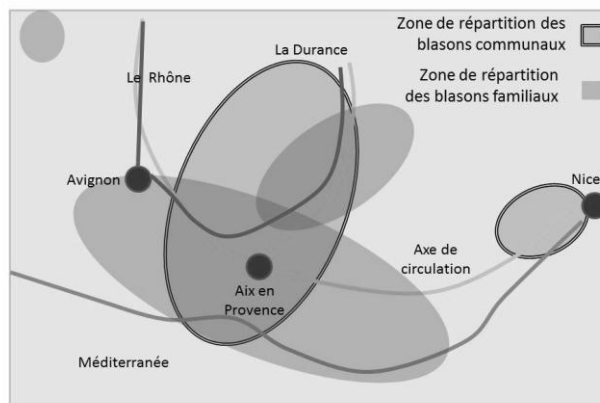 Zone de répartition des
blasons communaux
Zone de répartition
des blasons familiaux
La Durance
Le Rhône
Avignon
Nice
Axe de
circulation
Aix en
Provence
Méditerranée